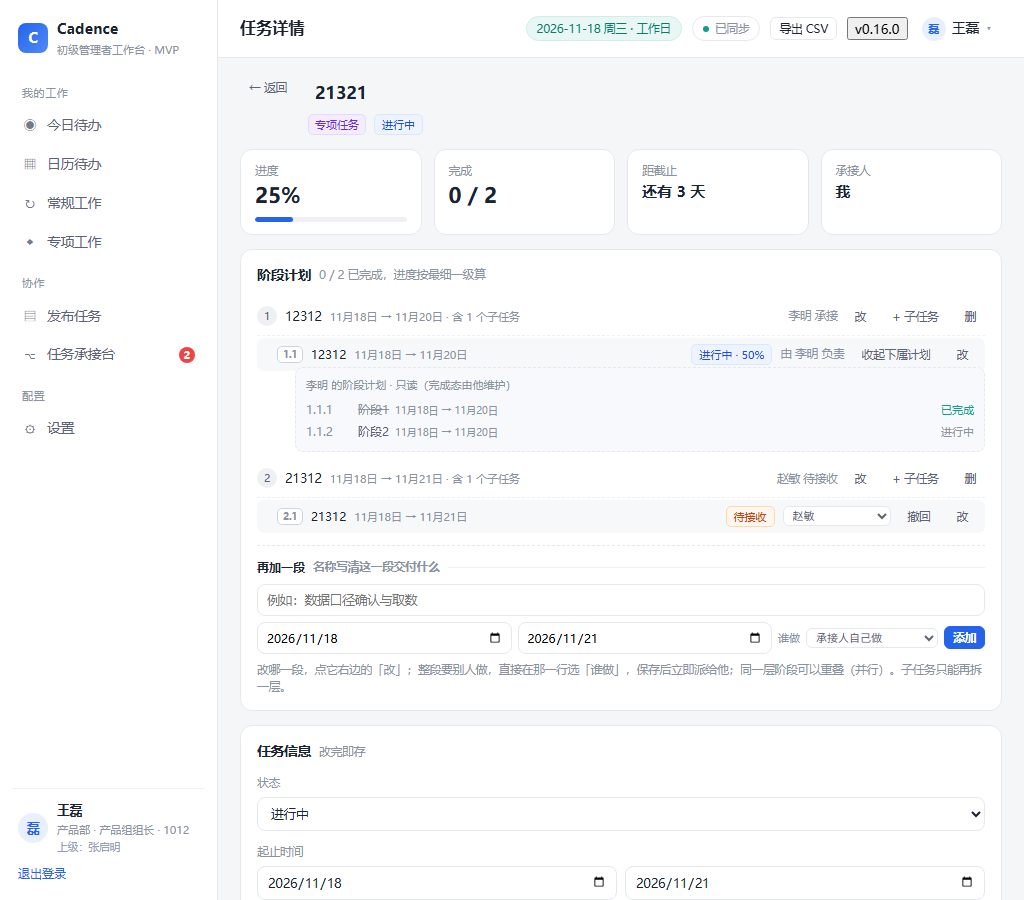 C
Cadence
初级管理者工作台 · MVP
我的工作
今日待办
日历待办
常规工作
专项工作
协作
发布任务
任务承接台
2
配置
设置
王磊
产品部 · 产品组组长 · 1012
上级：张启明
磊
退出登录
任务详情
2026-11-18 周三 · 工作日
已同步
导出 CSV
v0.16.0
磊 王磊
← 返回
21321
专项任务 进行中
进度
25%
完成
0 / 2
距截止
还有 3 天
承接人
我
阶段计划 0 / 2 已完成，进度按最细一级算
1 12312 11月18日 → 11月20日 · 含 1 个子任务 李明 承接 改 + 子任务 删
1.1 12312 11月18日 → 11月20日 进行中 · 50% 由 李明 负责 收起下属计划 改
李明 的阶段计划 · 只读（完成态由他维护）
1.1.1 阶段1 11月18日 → 11月20日 已完成
1.1.2 阶段2 11月18日 → 11月20日 进行中
2 21312 11月18日 → 11月21日 · 含 1 个子任务 赵敏 待接收 改 + 子任务 删
2.1 21312 11月18日 → 11月21日 待接收 赵敏 撤回 改
再加一段 名称写清这一段交付什么
例如：数据口径确认与取数
2026/11/18 2026/11/21 谁做 承接人自己做 添加
改哪一段，点它右边的「改」；整段要别人做，直接在那一行选「谁做」，保存后立即派给他；同一层阶段可以重叠（并行）。子任务只能再拆
一层。
任务信息 改完即存
状态
进行中
起止时间
2026/11/18 2026/11/21